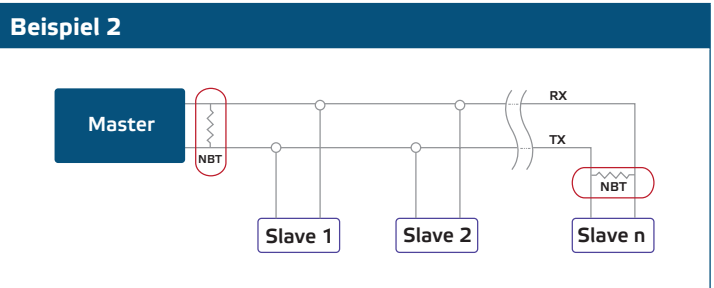 Beispiel 2
RX
Master
TX
NBT
NBT
Slave 1
Slave 2
Slave n